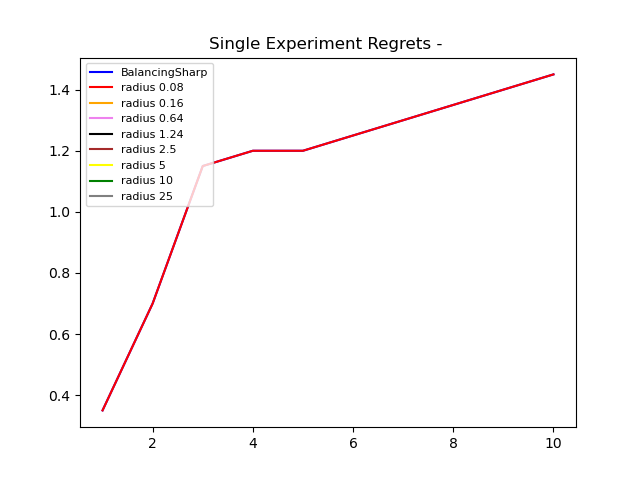 Single Experiment Regrets -
BalancingSharp
radius 0.08
radius 0.16
radius 0.64
radius 1.24
radius 2.5
radius 5
radius 10
radius 25
1.4
1.2
1.0
0.8
0.6
0.4
2 4 6 8 10